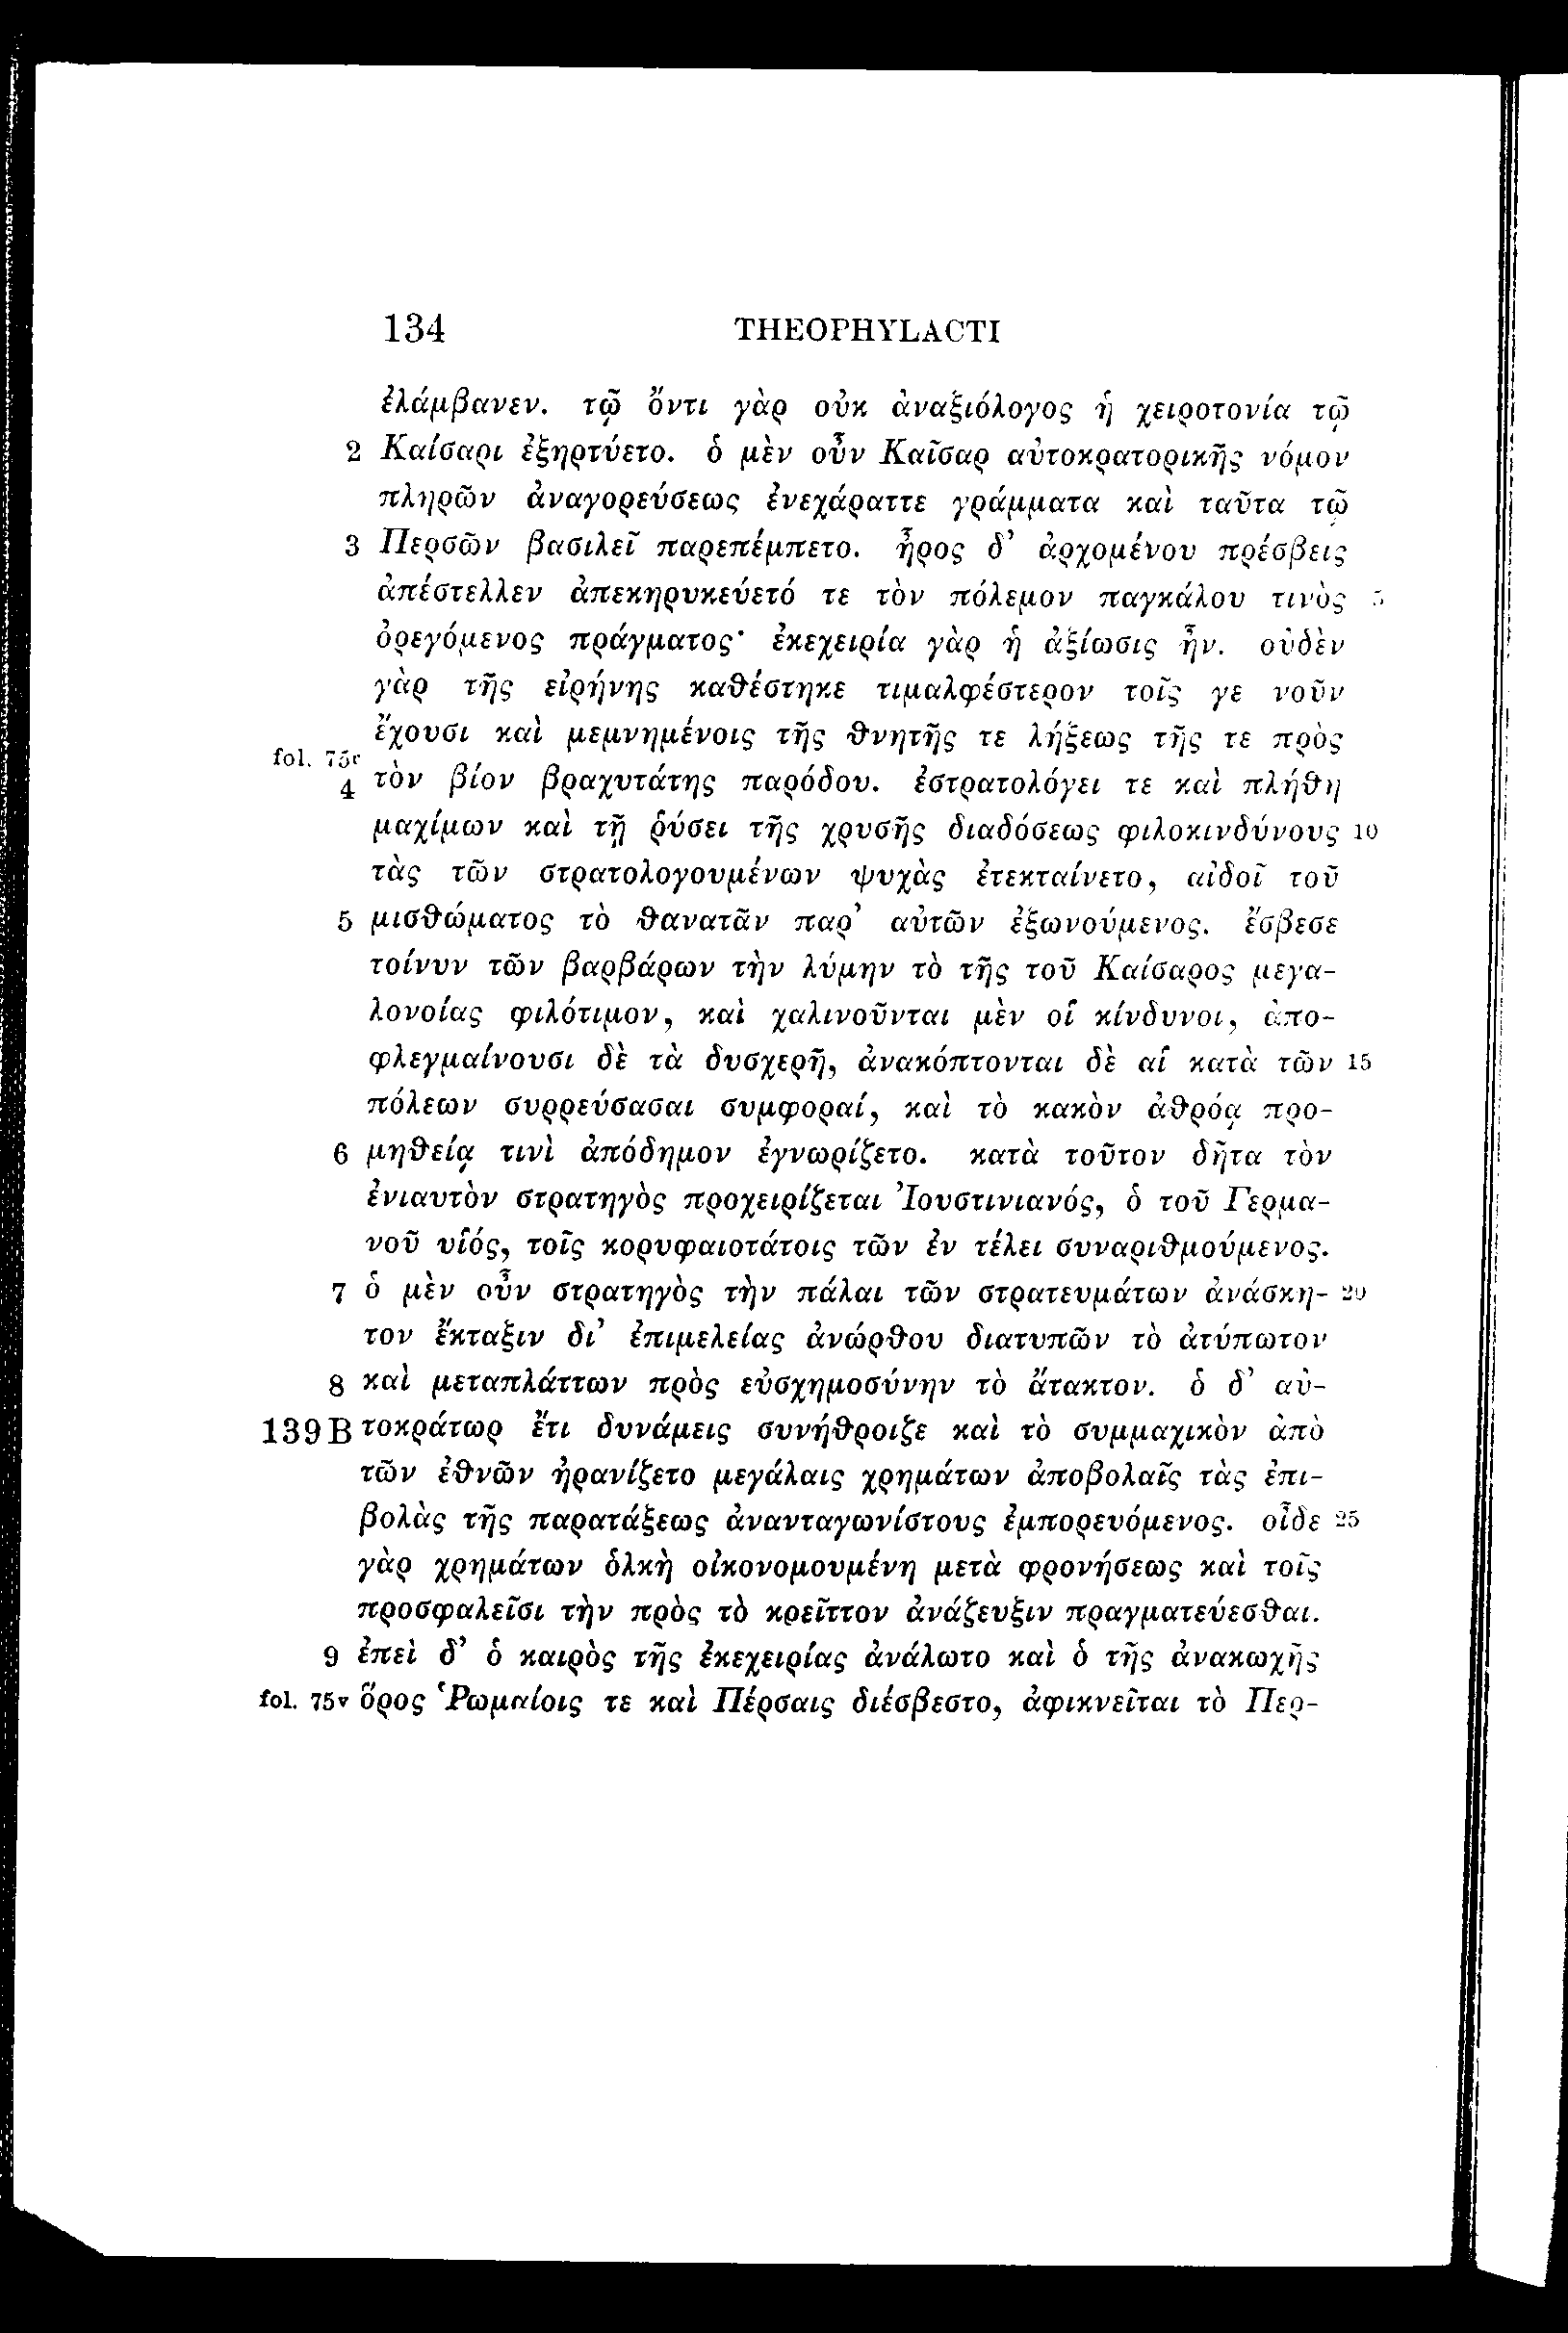 134 THEOPHYLACTI
ἐλάμβανεν. τῷ ὄντι γὰρ οὐκ ἀναξιόλογος ἡ χειροτονία τῷ
2 Καίσαρι ἐξηρτύετο. ὁ μὲν οὖν Καῖσαρ αὐτοκρατορικῆς νόμον
πληρῶν ἀναγορεύσεως ἐνεχάραττε γράμματα καὶ ταῦτα τῷ
3 Περσῶν βασιλεῖ παρεπέμπετο. ἦρος δ’ ἀρχομένου πρέσβεις
ἀπέστελλεν ἀπεκηρυκεύετό τε τὸν πόλεμον παγκάλου τινὸς 5
ὀρεγόμενος πράγματος· ἐκεχειρία γὰρ ἡ ἀξίωσις ἦν. οὐδὲν
γὰρ τῆς εἰρήνης καθέστηκε τιμαλφέστερον τοῖς γε νοῦν
ἔχουσι καὶ μεμνημένοις τῆς θνητῆς τε λήξεως τῆς τε πρὸς
fol. 75r
4 τὸν βίον βραχυτάτης παρόδου. ἐστρατολόγει τε καὶ πλήθη
μαχίμων καὶ τῇ ῥύσει τῆς χρυσῆς διαδόσεως φιλοκινδύνους 10
τὰς τῶν στρατολογουμένων ψυχὰς ἐτεκταίνετο, αἰδοῖ τοῦ
5 μισθώματος τὸ θανατᾶν παρ’ αὐτῶν ἐξωνούμενος. ἔσβεσε
τοίνυν τῶν βαρβάρων τὴν λύμην τὸ τῆς τοῦ Καίσαρος μεγα-
λονοίας φιλότιμον, καὶ χαλινοῦνται μὲν οἱ κίνδυνοι, ἀπο-
φλεγμαίνουσι δὲ τὰ δυσχερῆ, ἀνακόπτονται δὲ αἱ κατὰ τῶν 15
πόλεων συρρεύσασαι συμφοραί, καὶ τὸ κακὸν ἀθρόᾳ προ-
6 μηθείᾳ τινὶ ἀπόδημον ἐγνωρίζετο. κατὰ τοῦτον δῆτα τὸν
ἐνιαυτὸν στρατηγὸς προχειρίζεται Ἰουστινιανός, ὁ τοῦ Γερμα-
νοῦ υἱός, τοῖς κορυφαιοτάτοις τῶν ἐν τέλει συναριθμούμενος.
7 ὁ μὲν οὖν στρατηγὸς τὴν πάλαι τῶν στρατευμάτων ἀνάσκη- 20
τον ἔκταξιν δι’ ἐπιμελείας ἀνώρθου διατυπῶν τὸ ἀτύπωτον
8 καὶ μεταπλάττων πρὸς εὐσχημοσύνην τὸ ἄτακτον. ὁ δ’ αὐ-
139 B τοκράτωρ ἔτι δυνάμεις συνήθροιζε καὶ τὸ συμμαχικὸν ἀπὸ
τῶν ἐθνῶν ἠρανίζετο μεγάλαις χρημάτων ἀποβολαῖς τὰς ἐπι-
βολὰς τῆς παρατάξεως ἀνανταγωνίστους ἐμπορευόμενος. οἶδε 25
γὰρ χρημάτων ὁλκὴ οἰκονομουμένη μετὰ φρονήσεως καὶ τοῖς
προσφαλεῖσι τὴν πρὸς τὸ κρεῖττον ἀνάζευξιν πραγματεύεσθαι.
9 ἐπεὶ δ’ ὁ καιρὸς τῆς ἐκεχειρίας ἀνάλωτο καὶ ὁ τῆς ἀνακωχῆς
fol. 75v ὅρος Ῥωμαίοις τε καὶ Πέρσαις διέσβεστο, ἀφικνεῖται τὸ Περ-